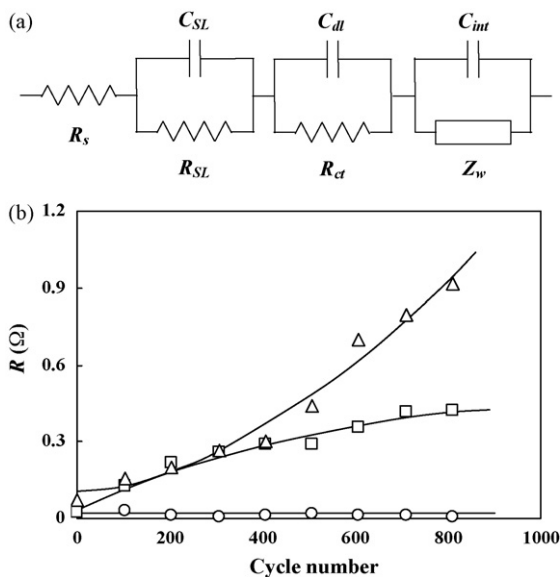 (a)
C_SL C_dl C_int
R_s
R_SL R_ct Z_w
(b)
1.2
0.9
0.6
0.3
0
R (Ω)
0 200 400 600 800 1000
Cycle number